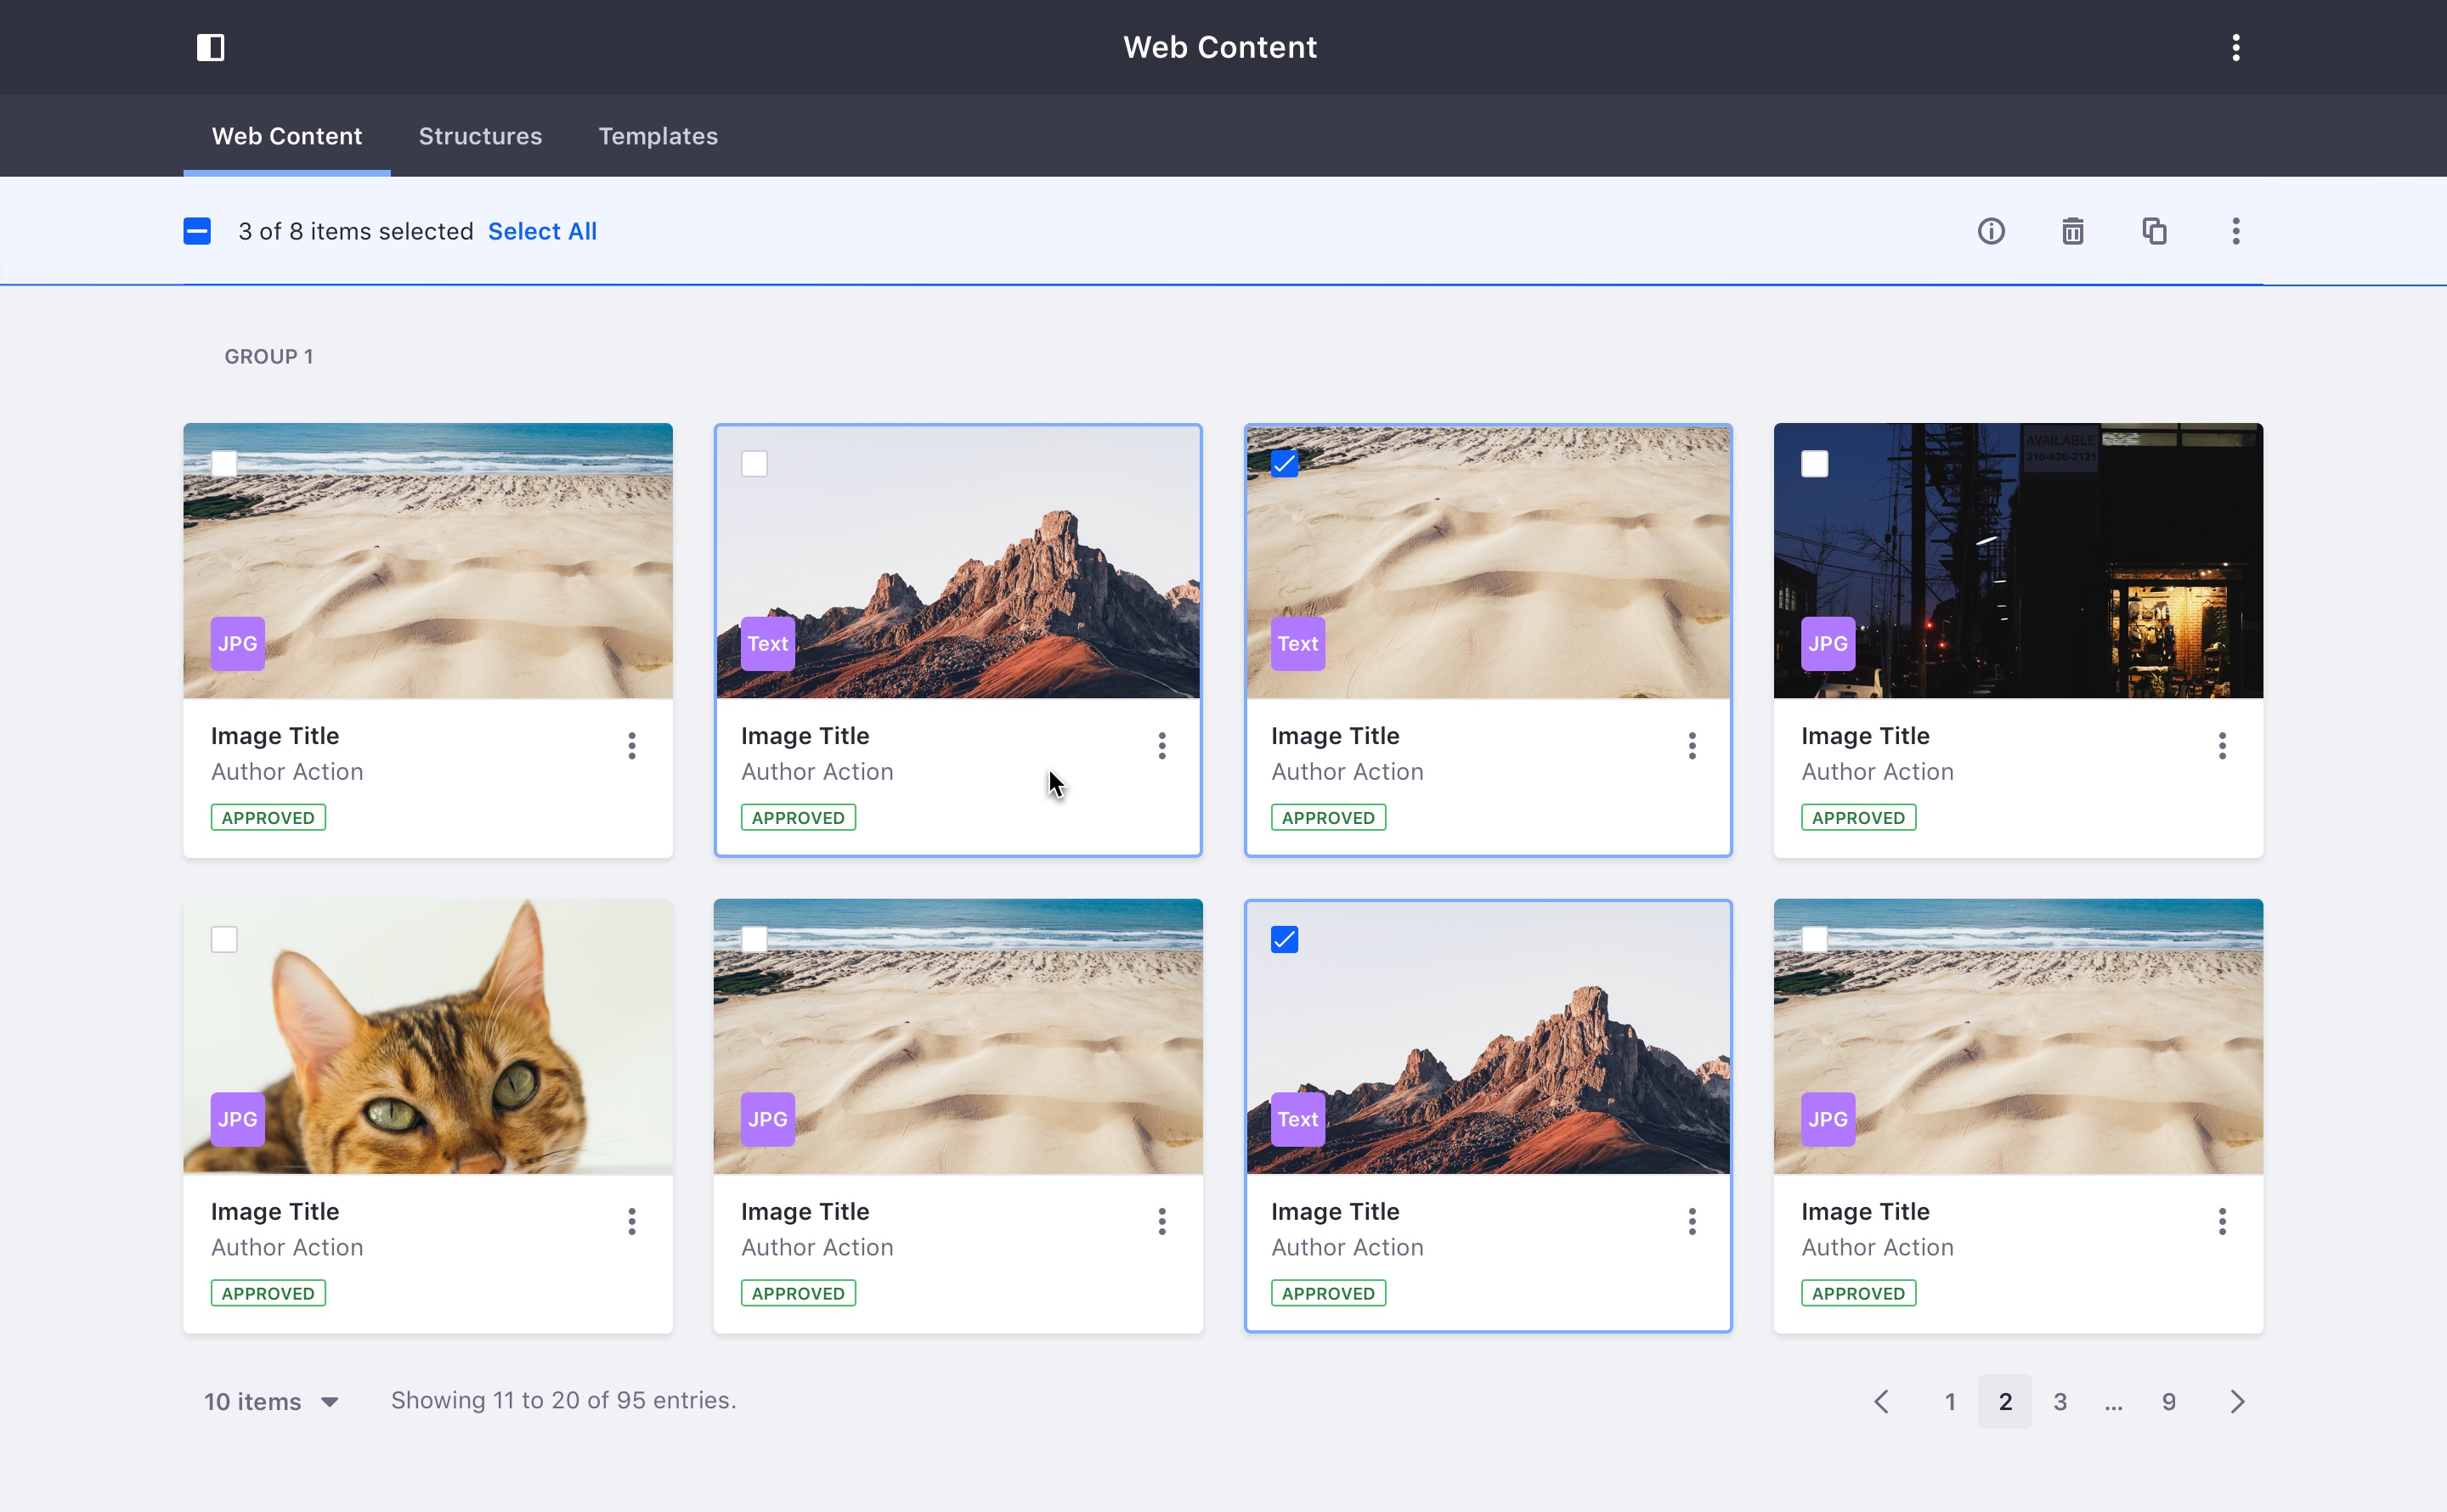 Web Content
Web Content Structures Templates
3 of 8 items selected Select All
GROUP 1
AVAILABLE
310-836-2121
JPG Text Text JPG
Image Title Image Title Image Title Image Title
Author Action Author Action Author Action Author Action
APPROVED APPROVED APPROVED APPROVED
JPG JPG Text JPG
Image Title Image Title Image Title Image Title
Author Action Author Action Author Action Author Action
APPROVED APPROVED APPROVED APPROVED
10 items Showing 11 to 20 of 95 entries. 1 2 3 ... 9